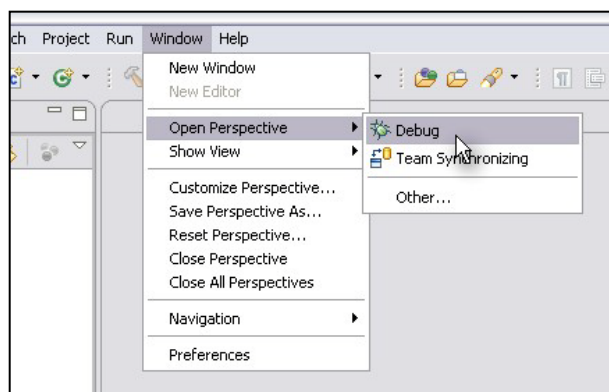 ch Project Run Window Help
New Window
New Editor
Open Perspective
Show View
Customize Perspective...
Save Perspective As...
Reset Perspective...
Close Perspective
Close All Perspectives
Navigation
Preferences
Debug
Team Synchronizing
Other...